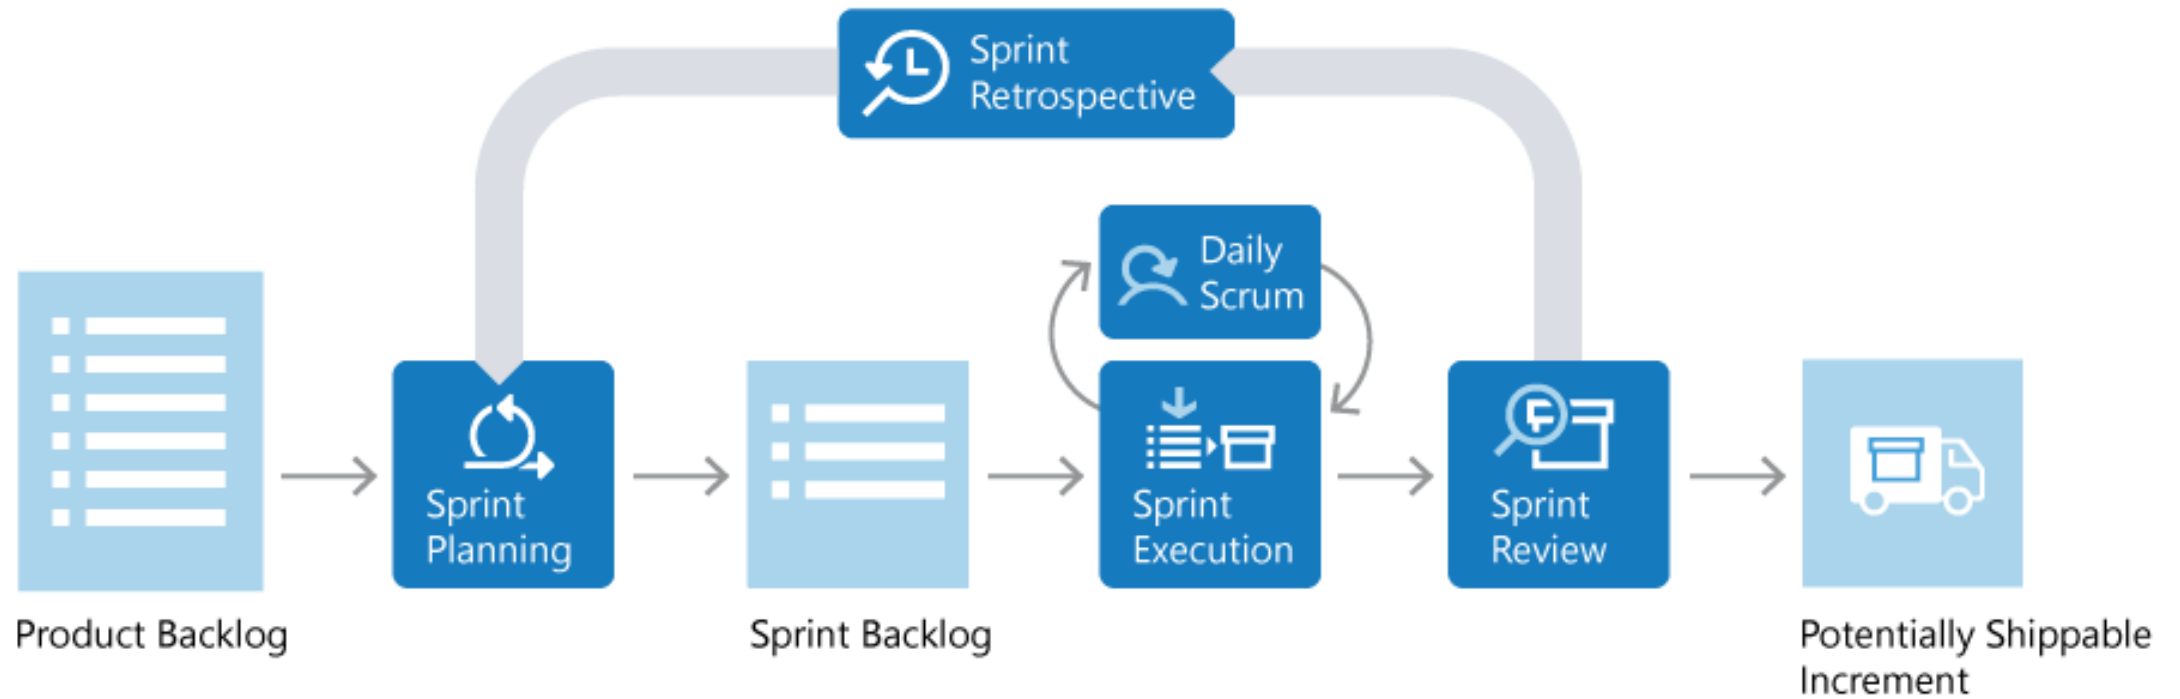 Sprint
Retrospective
Daily
Scrum
Sprint
Planning
Sprint
Execution
Sprint
Review
Product Backlog
Sprint Backlog
Potentially Shippable
Increment